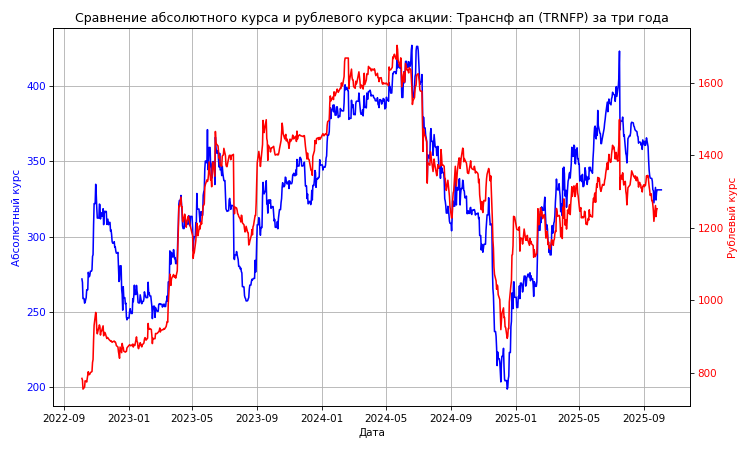 Сравнение абсолютного курса и рублевого курса акции: Транснф ап (TRNFP) за три года
400
350
300
250
200
Абсолютный курс
1600
1400
1200
1000
800
Рублевый курс
2022-09 2023-01 2023-05 2023-09 2024-01 2024-05 2024-09 2025-01 2025-05 2025-09
Дата